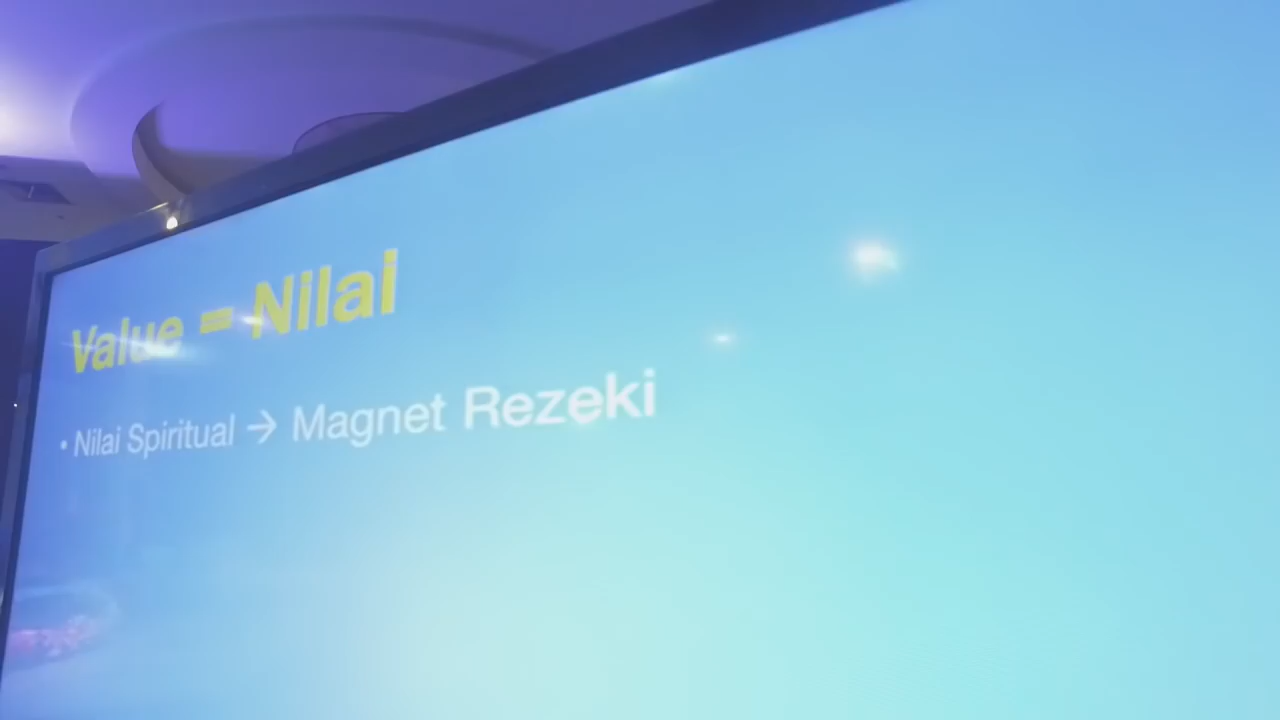 Value = Nilai
• Nilai Spiritual → Magnet Rezeki